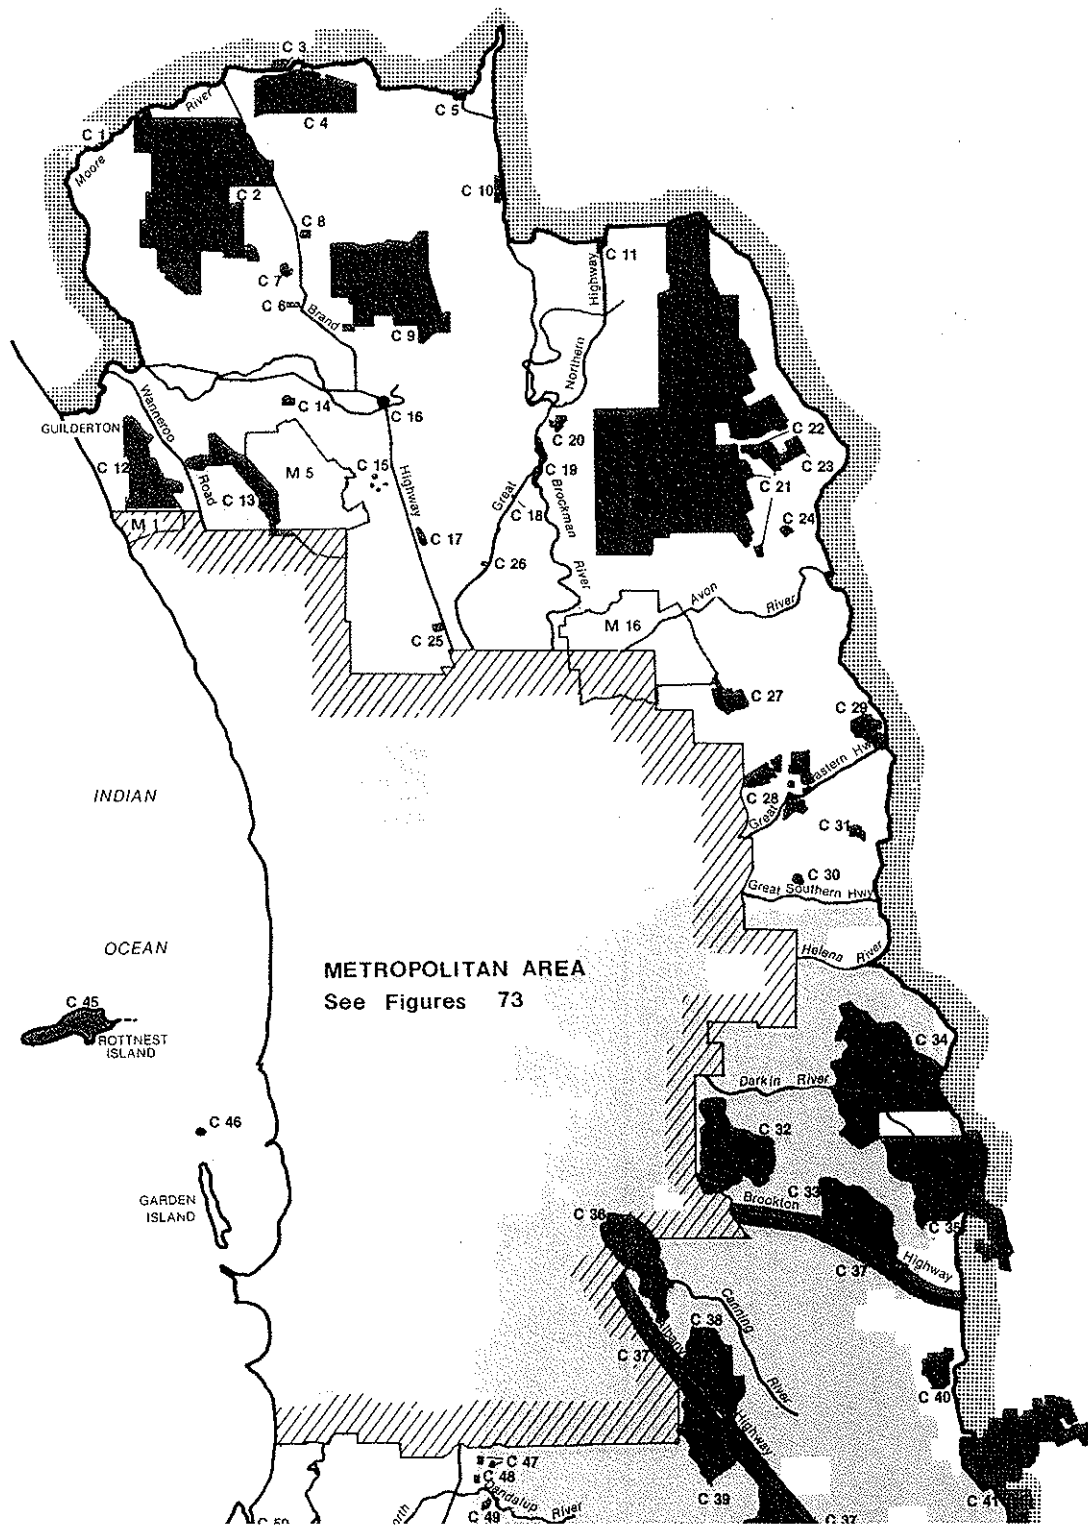 C 3
River
C 5
C 4
C 1
Moore
C 10
C 2
C 8
C 11
Highway
C 7
C 6
Brand
C 9
Northern
Wanneroo
C 14
C 16
GUILDERTON
C 20
C 22
C 12
M 5
C 15
C 19
C 23
Road
C 13
Highway
Great
C 21
C 18
Brockman
M 1
C 24
C 17
C 26
River
Avon
River
M 16
C 25
C 27
C 29
Eastern Hwy
INDIAN
C 28
Great
C 31
C 30
Great Southern Hwy
OCEAN
Helena River
METROPOLITAN AREA
See Figures 73
C 45
ROTTNEST
ISLAND
C 34
Darkin River
C 46
C 32
GARDEN
ISLAND
C 33
Brockton
C 36
C 35
Highway
C 37
Canning
C 38
C 37
River
C 40
Highway
C 47
C 48
Dandalup
River
C 39
C 41
C 49
C 50
C 37